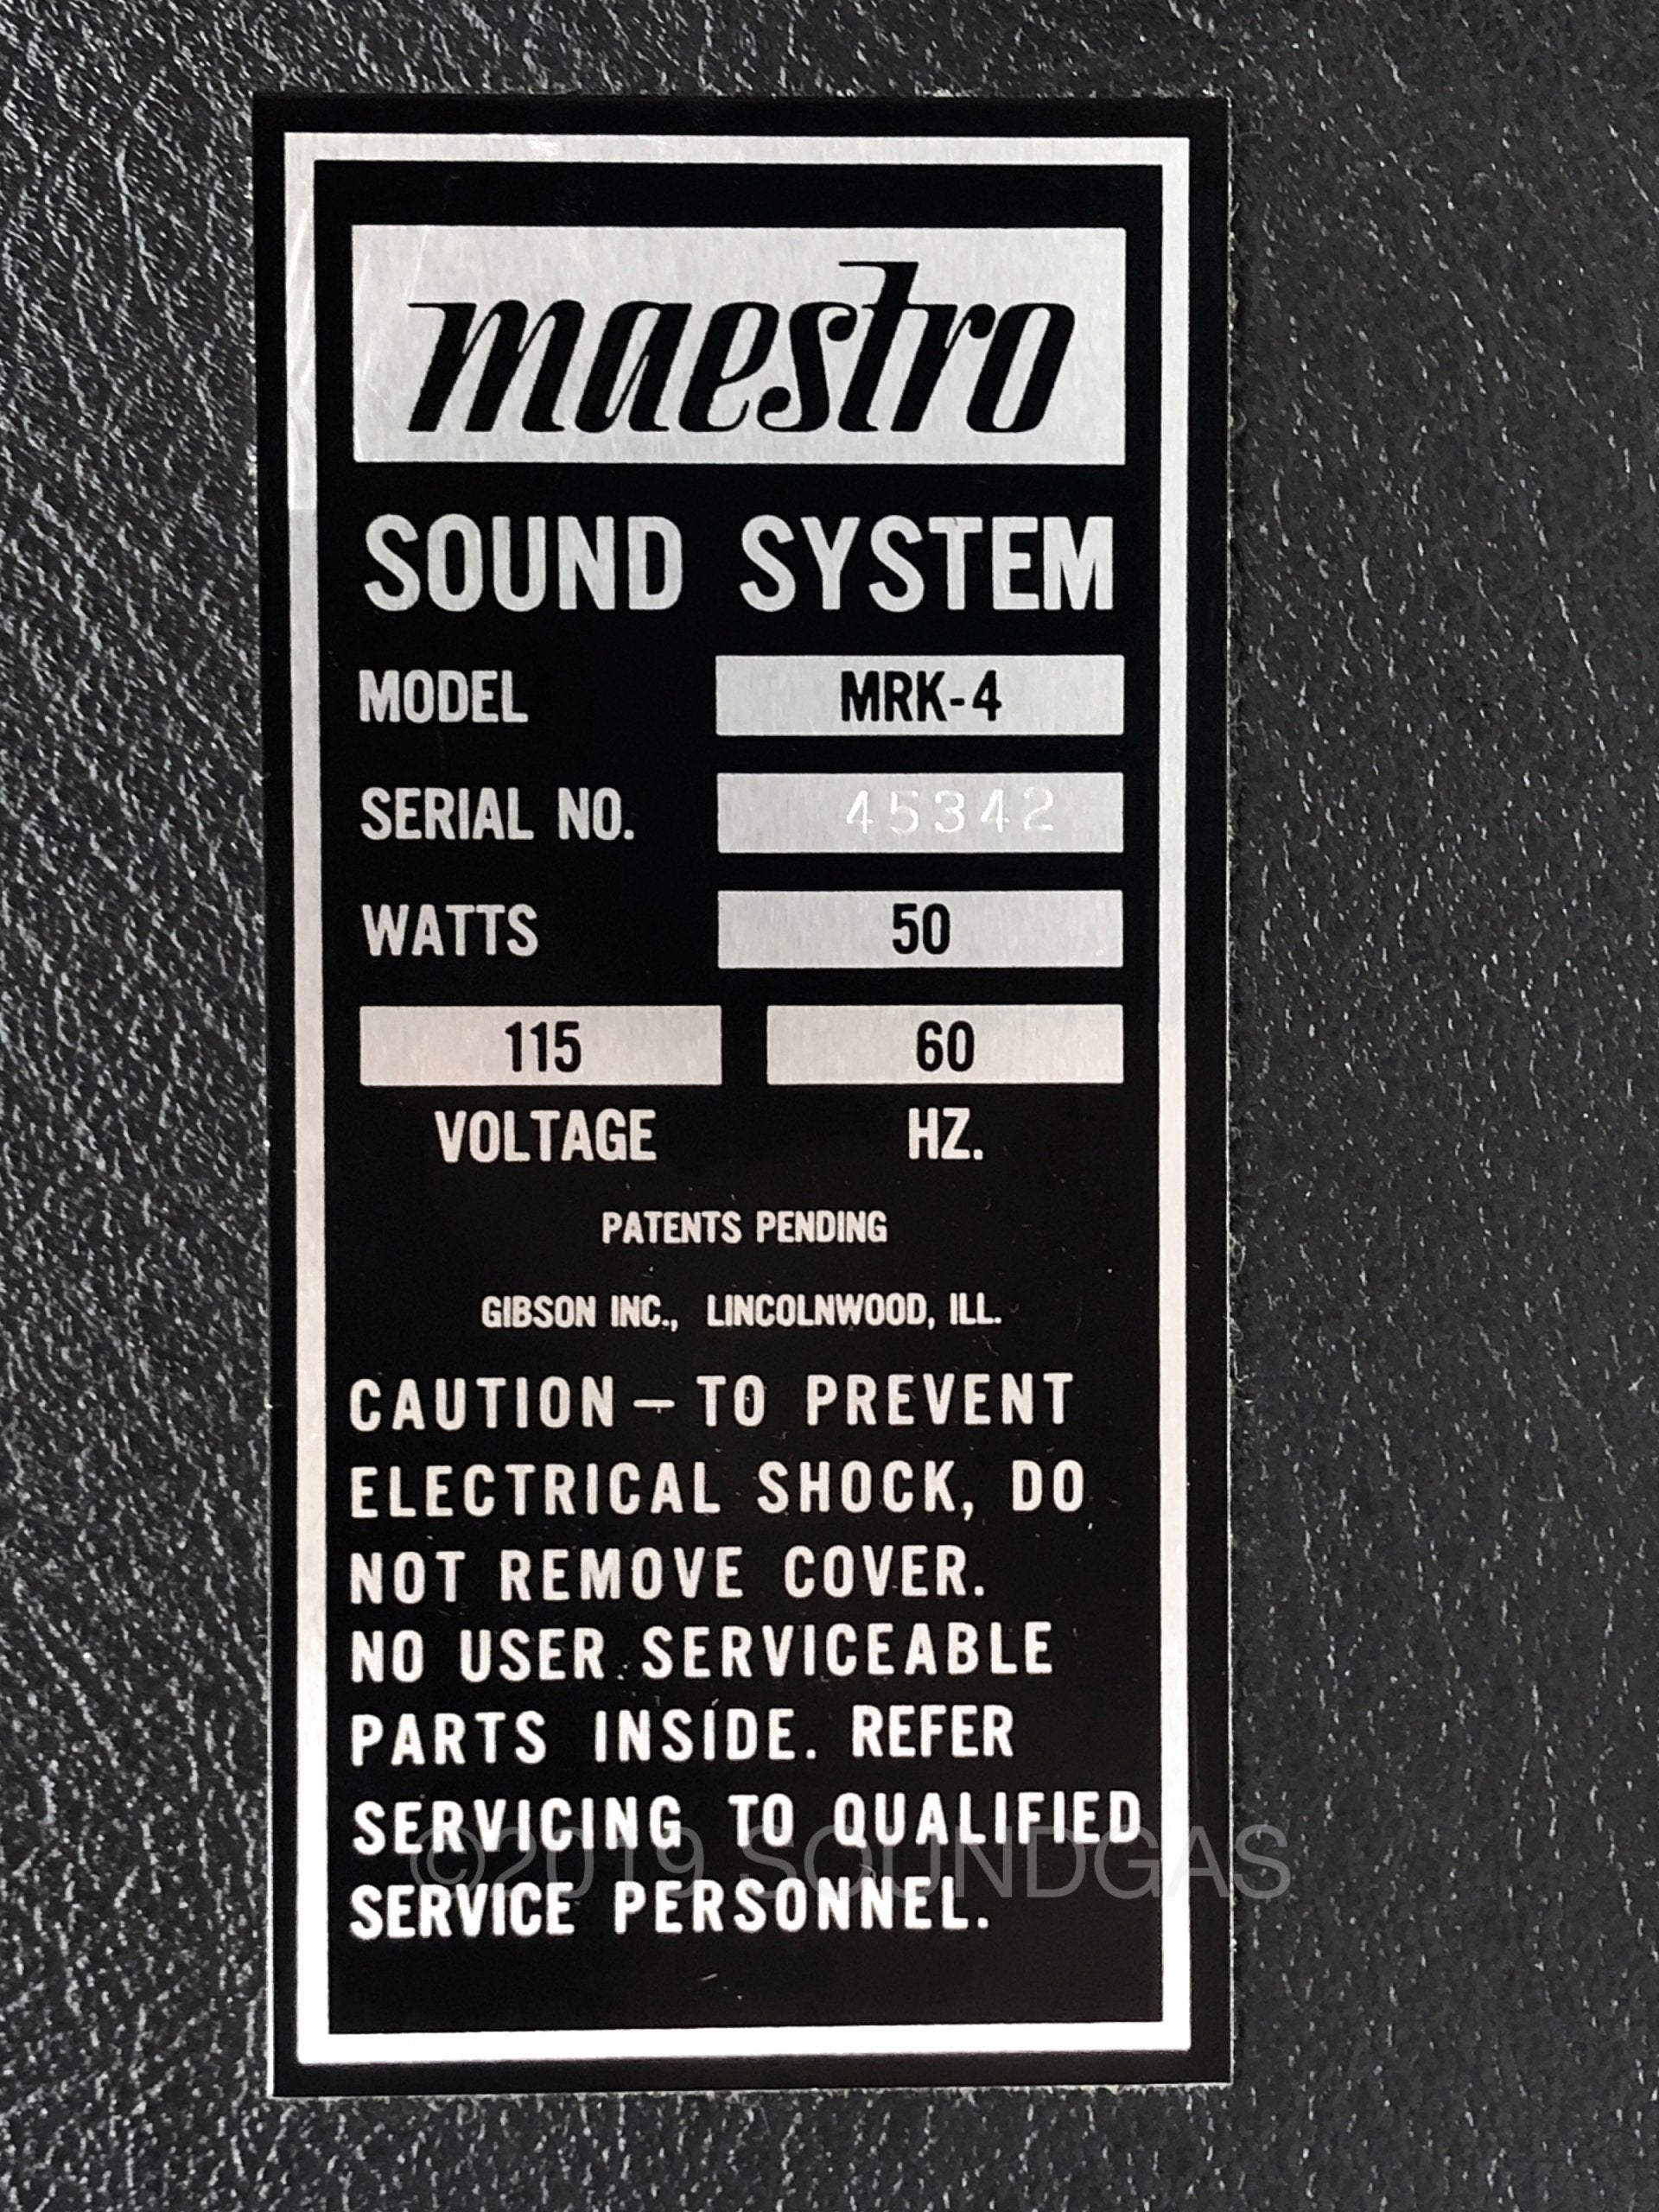 maestro
SOUND SYSTEM
MODEL MRK-4
SERIAL NO. 45342
WATTS 50
115 60
VOLTAGE HZ.
PATENTS PENDING
GIBSON INC., LINCOLNWOOD, ILL.
CAUTION – TO PREVENT
ELECTRICAL SHOCK, DO
NOT REMOVE COVER.
NO USER SERVICEABLE
PARTS INSIDE. REFER
SERVICING TO QUALIFIED
©2019 SOUNDGAS
SERVICE PERSONNEL.